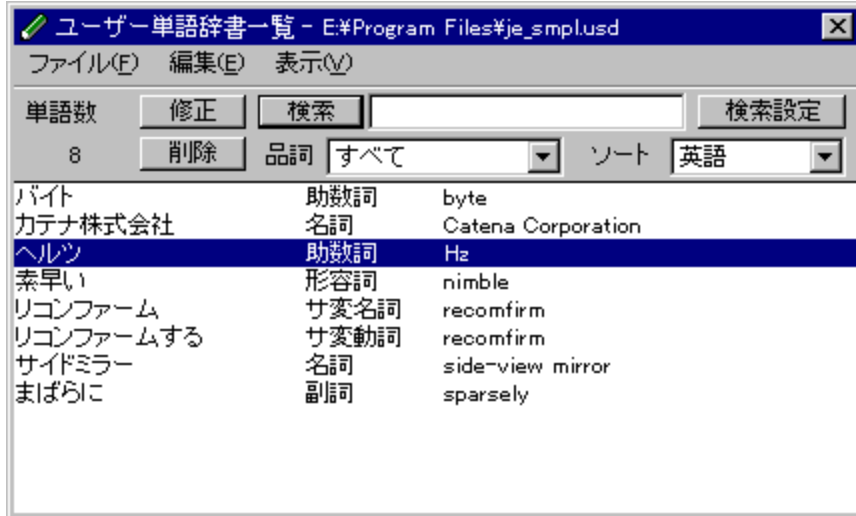 ユーザー単語辞書一覧 - E:¥Program Files¥je_smpl.usd
ファイル(F) 編集(E) 表示(V)
単語数 修正 検索 検索設定
8 削除 品詞 すべて ソート 英語
バイト 助数詞 byte
カテナ株式会社 名詞 Catena Corporation
ヘルツ 助数詞 Hz
素早い 形容詞 nimble
リコンファーム サ変名詞 recomfirm
リコンファームする サ変動詞 recomfirm
サイドミラー 名詞 side-view mirror
まばらに 副詞 sparsely